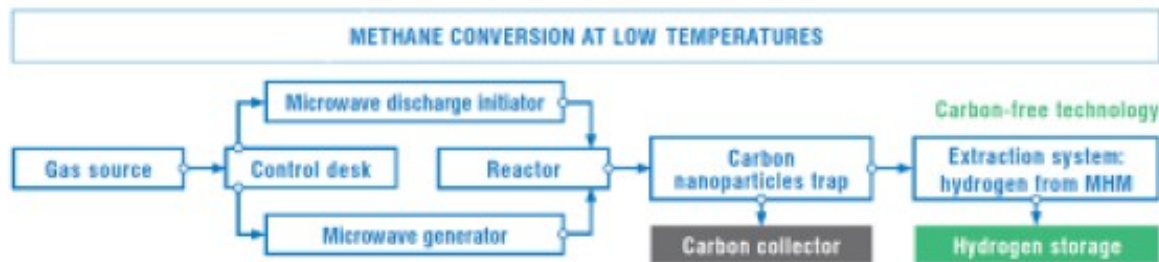 METHANE CONVERSION AT LOW TEMPERATURES
Microwave discharge initiator
Carbon-free technology
Gas source
Control desk
Reactor
Carbon
nanoparticles trap
Extraction system:
hydrogen from MHM
Microwave generator
Carbon collector
Hydrogen storage